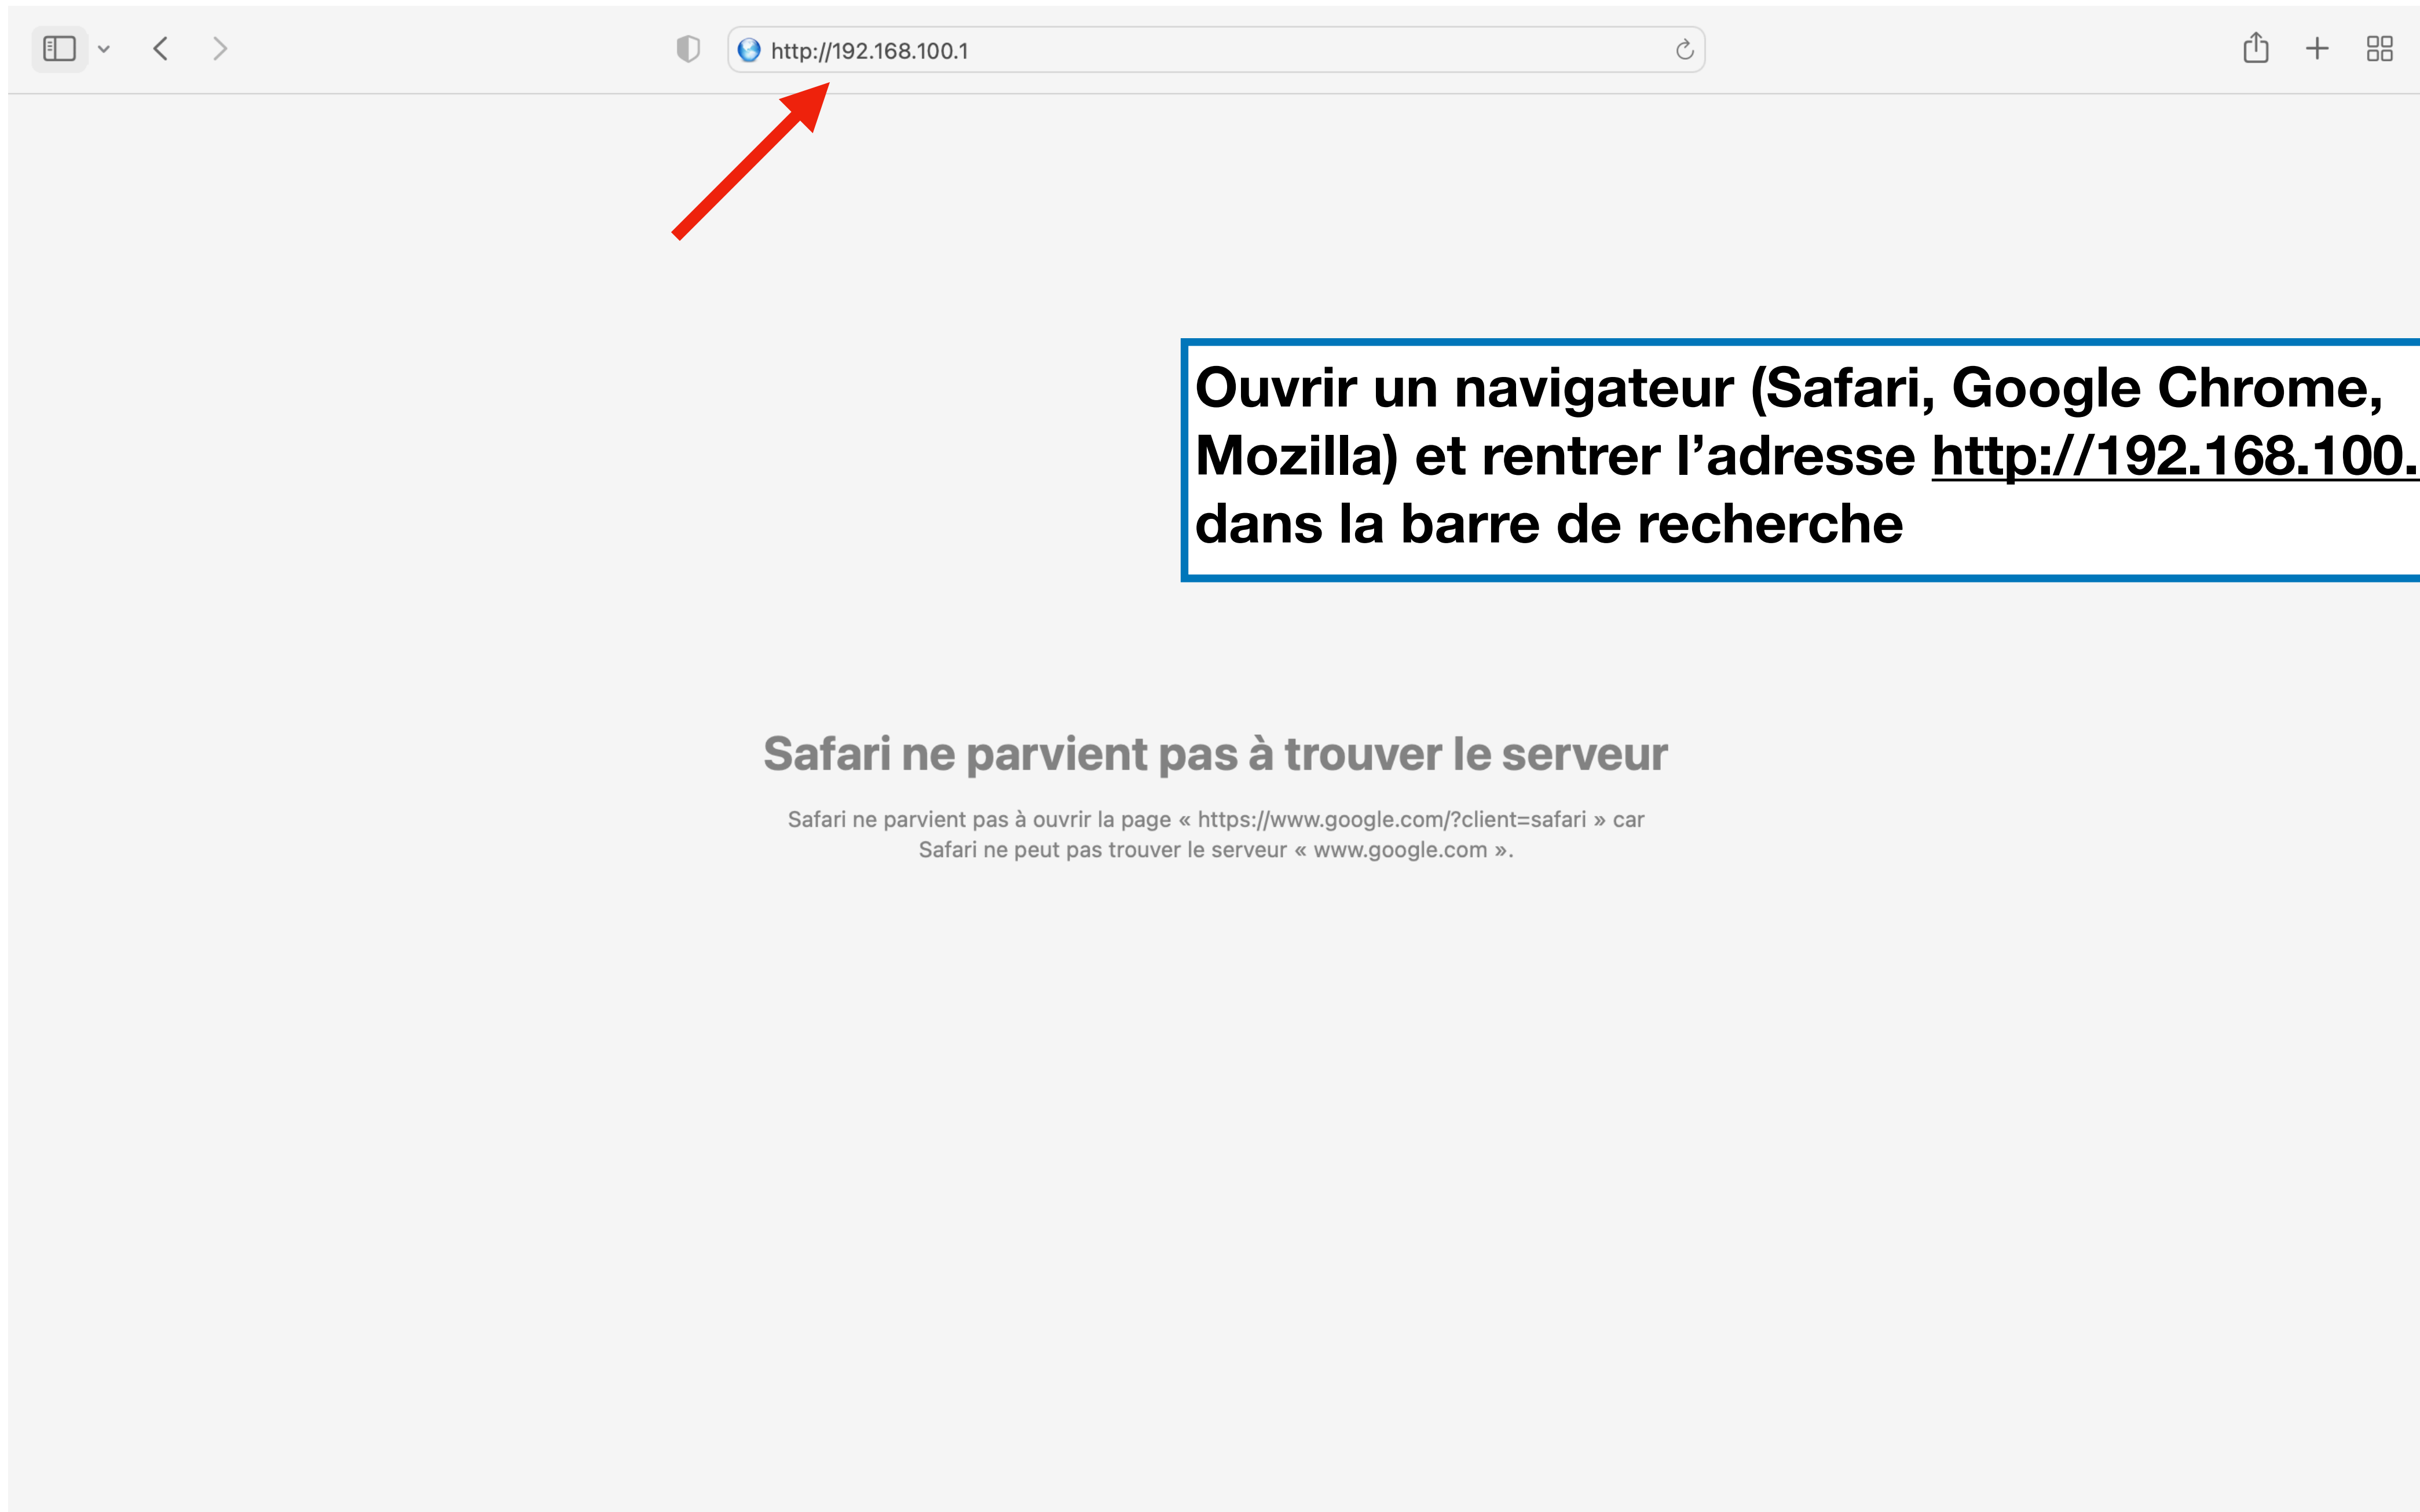 http://192.168.100.1
Ouvrir un navigateur (Safari, Google Chrome,
Mozilla) et rentrer l’adresse http://192.168.100.
dans la barre de recherche
Safari ne parvient pas à trouver le serveur
Safari ne parvient pas à ouvrir la page « https://www.google.com/?client=safari » car
Safari ne peut pas trouver le serveur « www.google.com ».